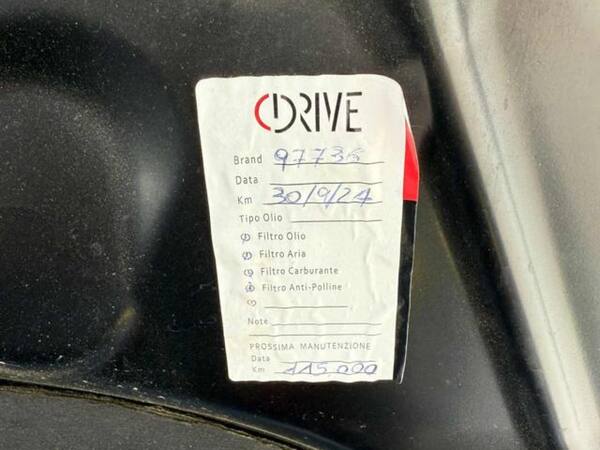 CDRIVE
Brand 97736
Data
Km 30/9/24
Tipo Olio
Filtro Olio
Filtro Aria
Filtro Carburante
Filtro Anti-Polline
Note
PROSSIMA MANUTENZIONE
Data
Km 115.000